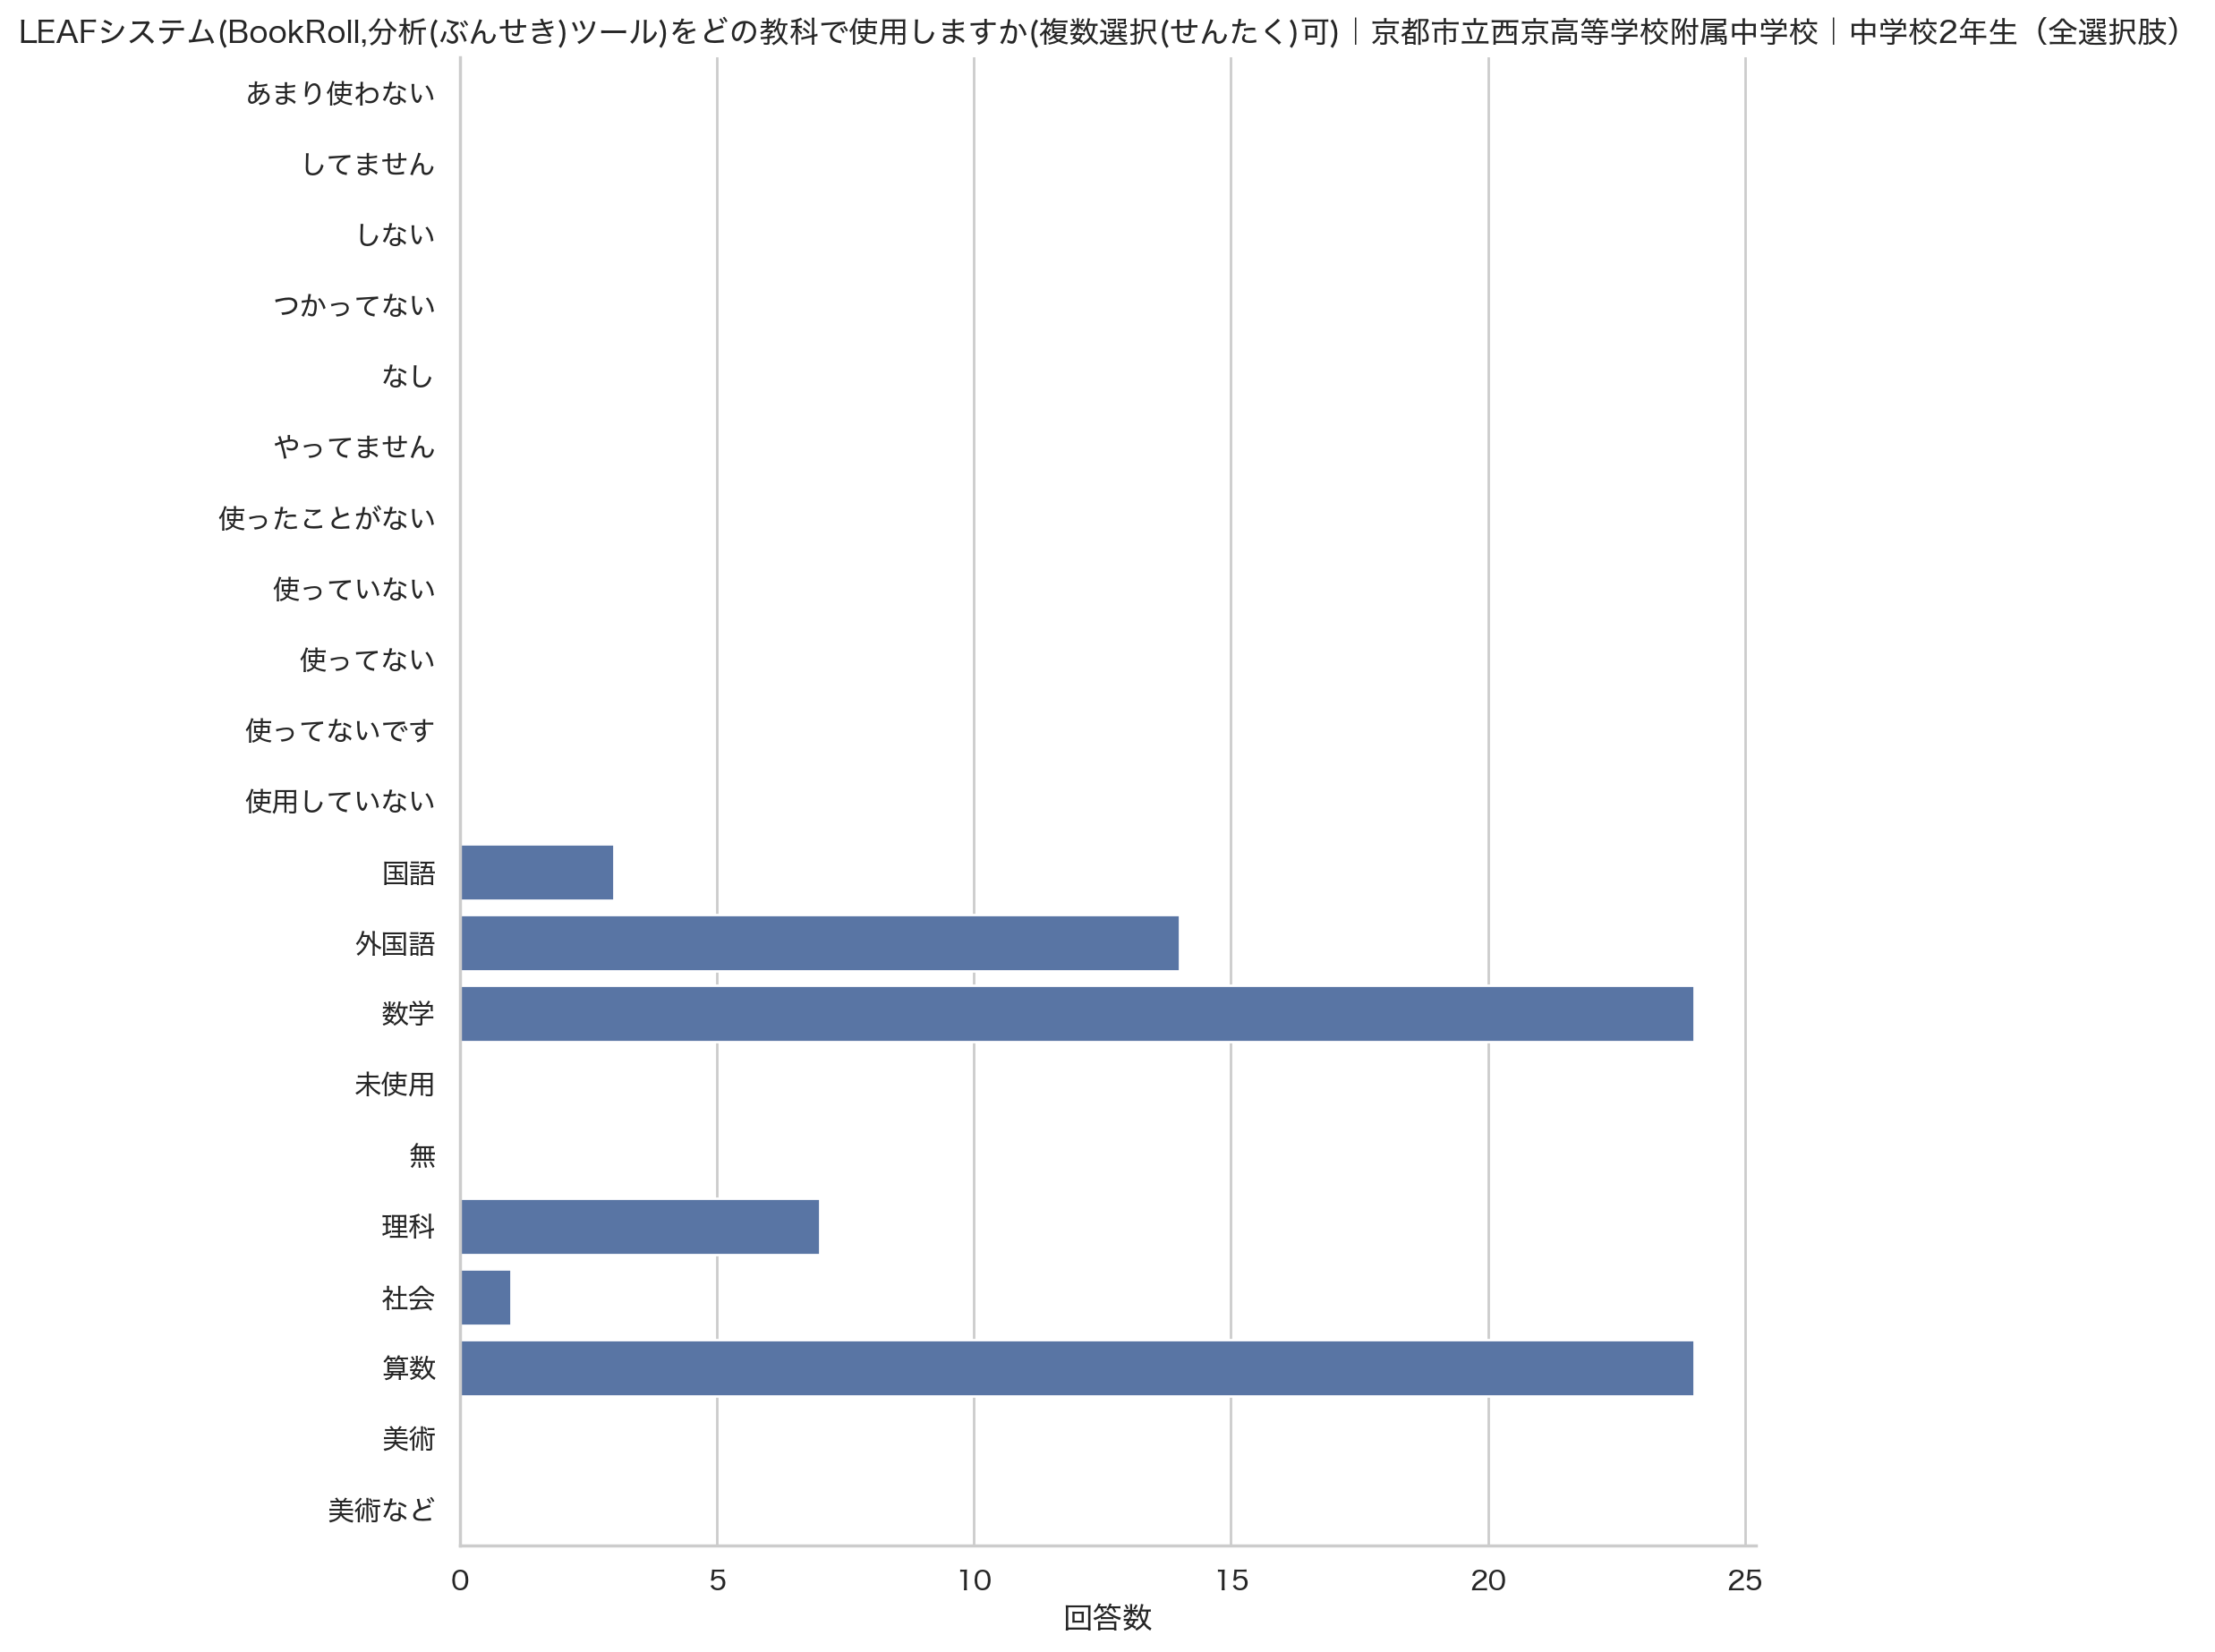 LEAFシステム(BookRoll,分析(ぶんせき)ツール)をどの教科で使用しますか(複数選択(せんたく)可)｜京都市立西京高等学校附属中学校｜中学校2年生（全選択肢）
あまり使わない
してません
しない
つかってない
なし
やってません
使ったことがない
使っていない
使ってない
使ってないです
使用していない
国語
外国語
数学
未使用
無
理科
社会
算数
美術
美術など
0 5 10 15 20 25
回答数